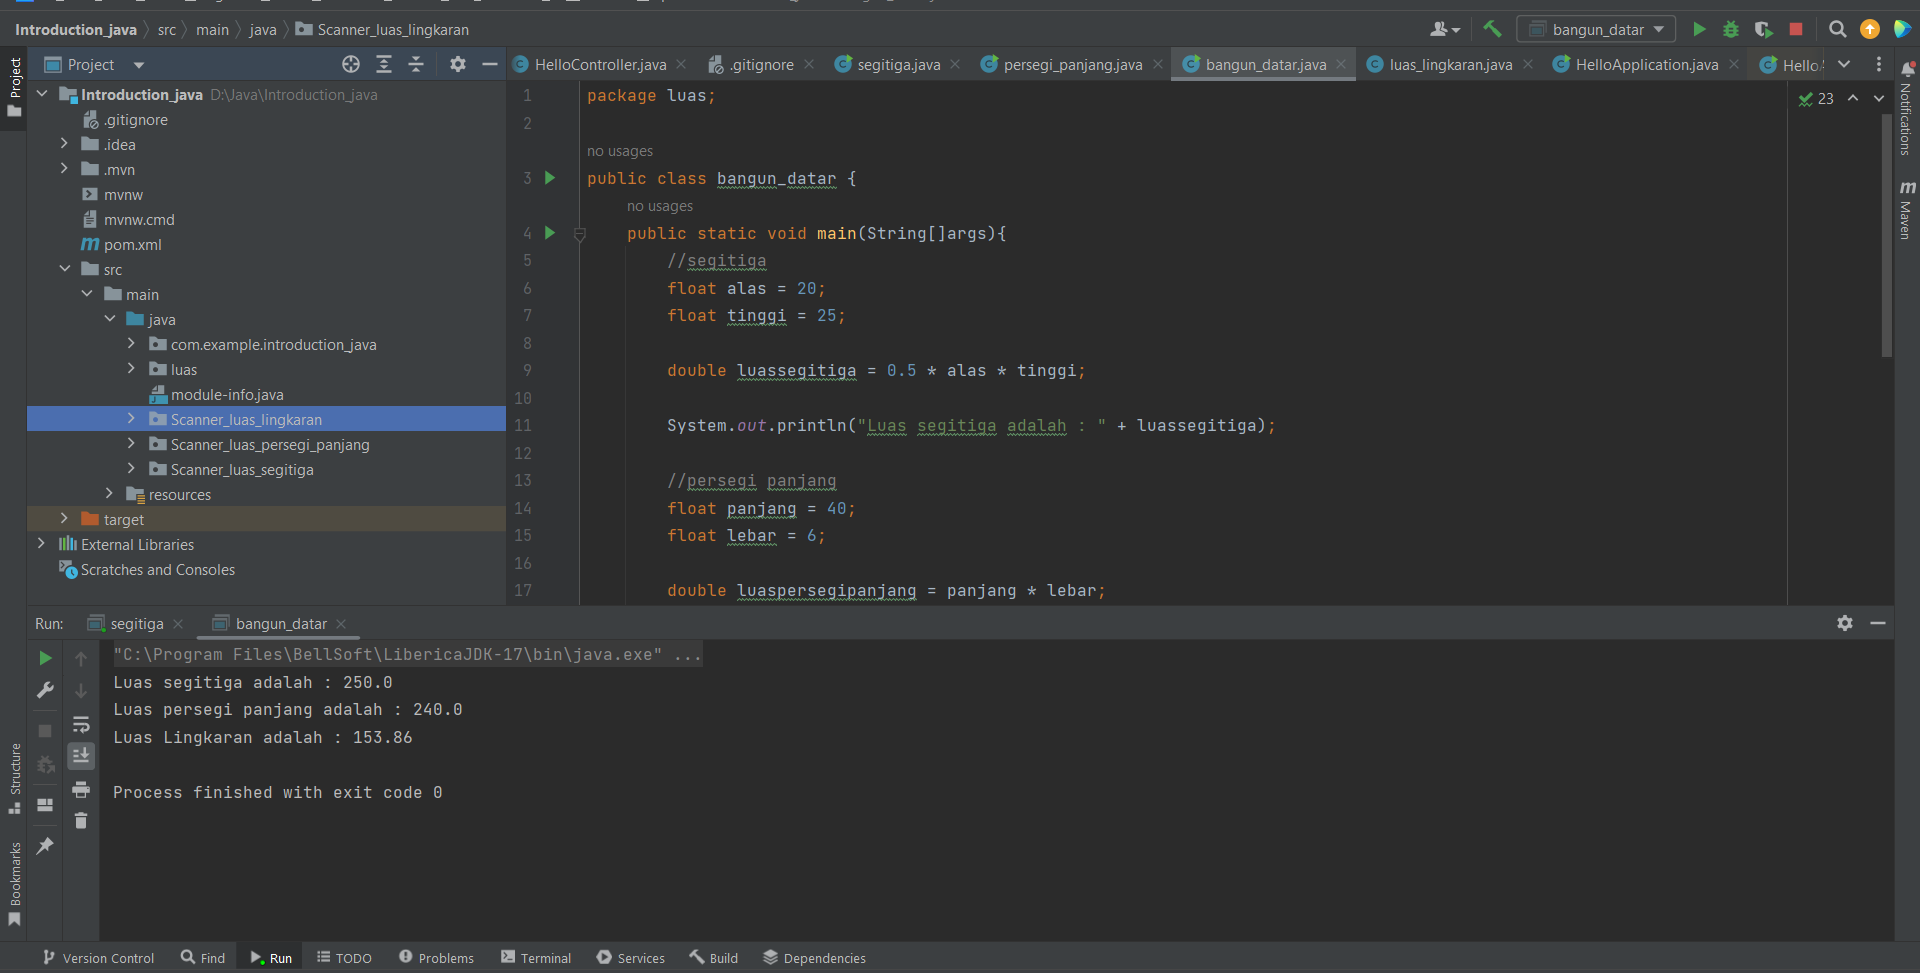 Introduction_java src main java Scanner_luas_lingkaran
bangun_datar
Project
HelloController.java .gitignore segitiga.java persegi_panjang.java bangun_datar.java luas_lingkaran.java HelloApplication.java Hello
Project
Introduction_java D:\Java\Introduction_java
.gitignore
.idea
.mvn
mvnw
mvnw.cmd
pom.xml
src
main
java
com.example.introduction_java
luas
module-info.java
Scanner_luas_lingkaran
Scanner_luas_persegi_panjang
Scanner_luas_segitiga
resources
target
External Libraries
Scratches and Consoles
1 package luas;
23
2
no usages
3 public class bangun_datar {
no usages
4 public static void main(String[]args){
5 //segitiga
6 float alas = 20;
7 float tinggi = 25;
8
9 double luassegitiga = 0.5 * alas * tinggi;
10
11 System.out.println("Luas segitiga adalah : " + luassegitiga);
12
13 //persegi panjang
14 float panjang = 40;
15 float lebar = 6;
16
17 double luaspersegipanjang = panjang * lebar;
Notifications
Maven
Run: segitiga bangun_datar
"C:\Program Files\BellSoft\LibericaJDK-17\bin\java.exe" ...
Luas segitiga adalah : 250.0
Luas persegi panjang adalah : 240.0
Luas Lingkaran adalah : 153.86
Process finished with exit code 0
Structure
Bookmarks
Version Control Find Run TODO Problems Terminal Services Build Dependencies